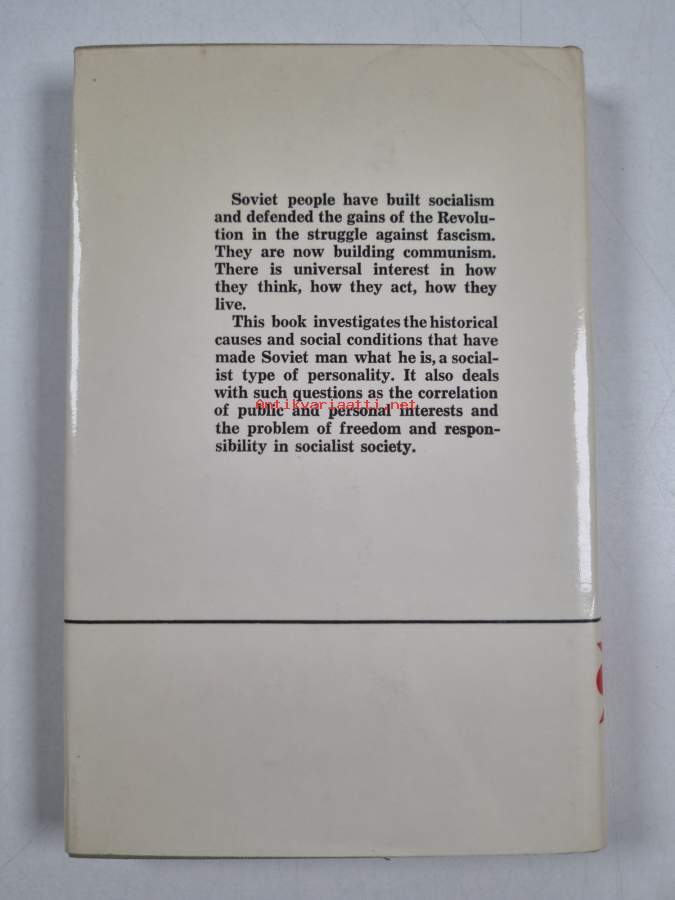 Soviet people have built socialism
and defended the gains of the Revolu-
tion in the struggle against fascism.
They are now building communism.
There is universal interest in how
they think, how they act, how they
live.
This book investigates the historical
causes and social conditions that have
made Soviet man what he is, a social-
ist type of personality. It also deals
with such questions as the correlation
Antikvariaatti.net
of public and personal interests and
the problem of freedom and respon-
sibility in socialist society.